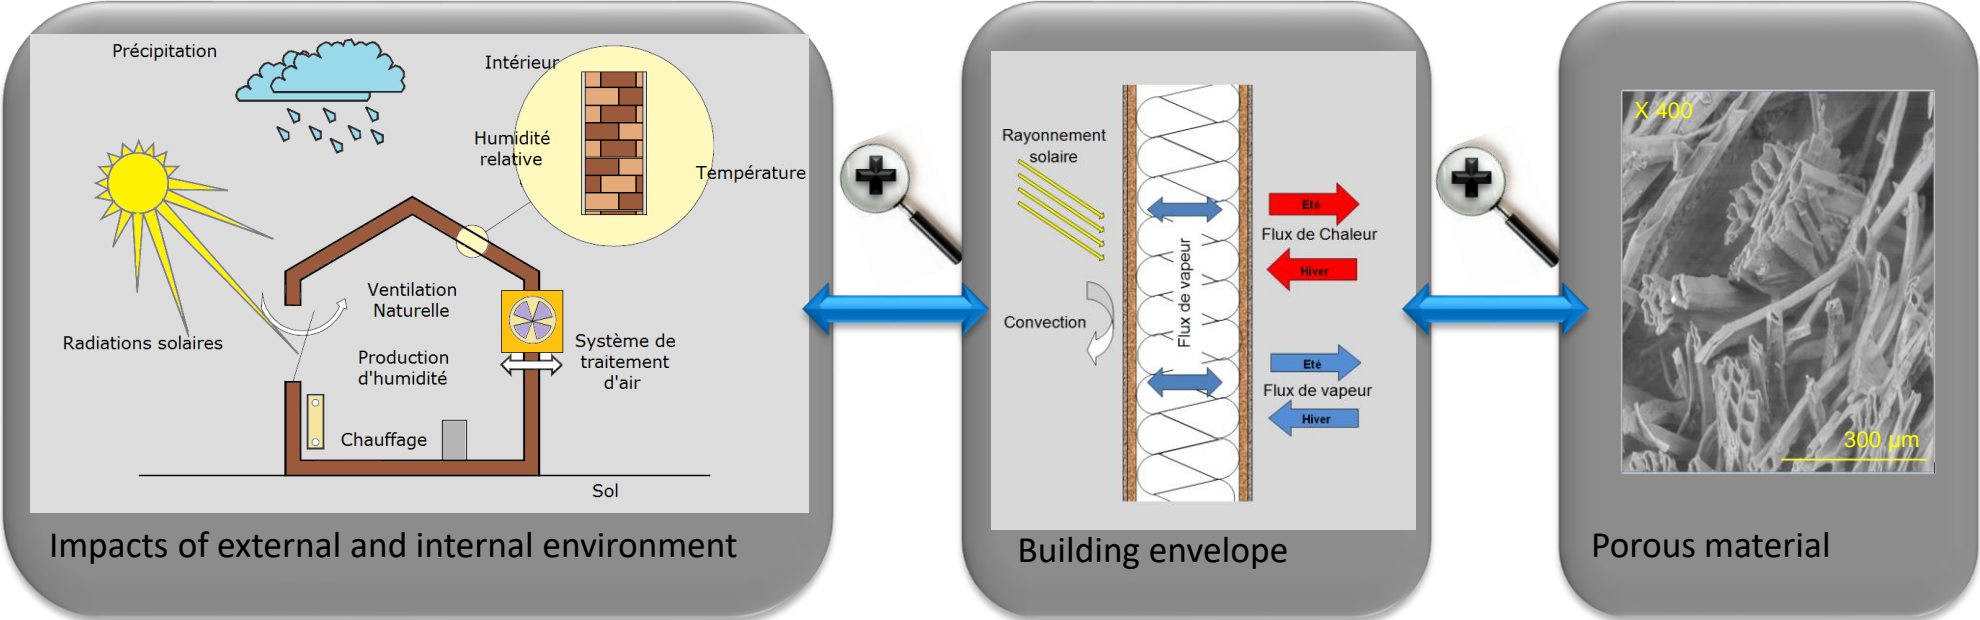 Précipitation
Intérieur
Humidité
relative
Température
Radiations solaires
Ventilation
Naturelle
Production
d'humidité
Système de
traitement
d'air
Chauffage
Sol
Impacts of external and internal environment
Rayonnement
solaire
Convection
Flux de vapeur
Eté
Flux de Chaleur
Hiver
Eté
Flux de vapeur
Hiver
Building envelope
X 400
300 µm
Porous material